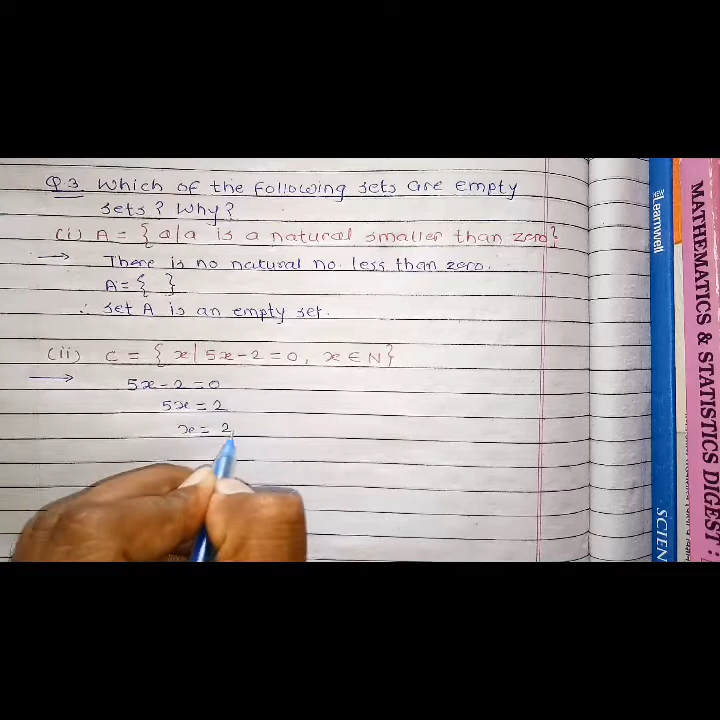 Q.3 Which of the following sets are empty
sets? Why?
(i) A = { a | a is a natural smaller than zero}
→ There is no natural no. less than zero.
A = { }
∴ set A is an empty set.
(ii) C = { x | 5x - 2 = 0, x ∈ N }
→ 5x - 2 = 0
5x = 2
x = 2
Learnwell
SCIEN
MATHEMATICS & STATISTICS DIGEST :